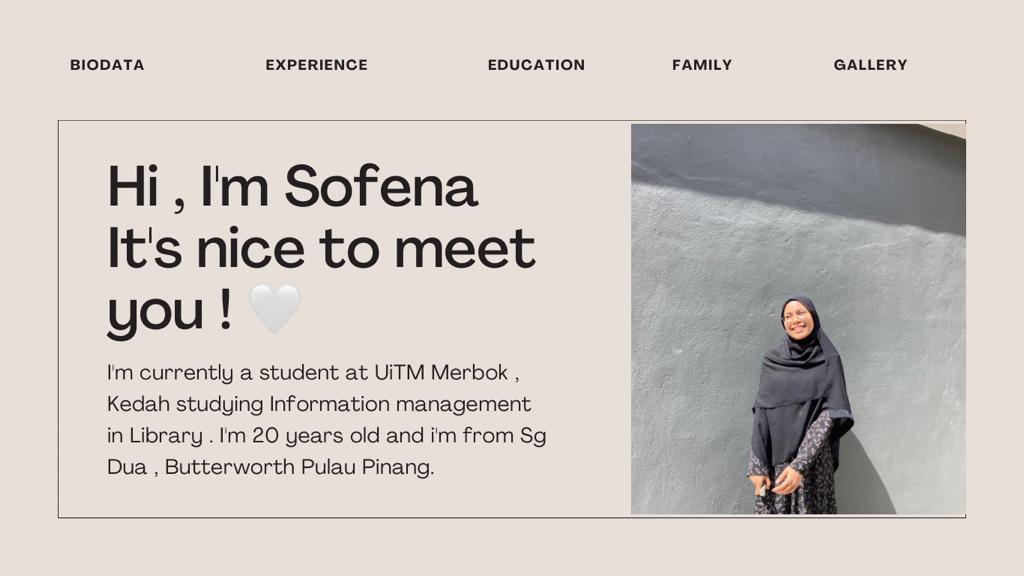 BIODATA EXPERIENCE EDUCATION FAMILY GALLERY
Hi , I'm Sofena
It's nice to meet
you ! 🤍
I'm currently a student at UiTM Merbok ,
Kedah studying Information management
in Library . I'm 20 years old and i'm from Sg
Dua , Butterworth Pulau Pinang.